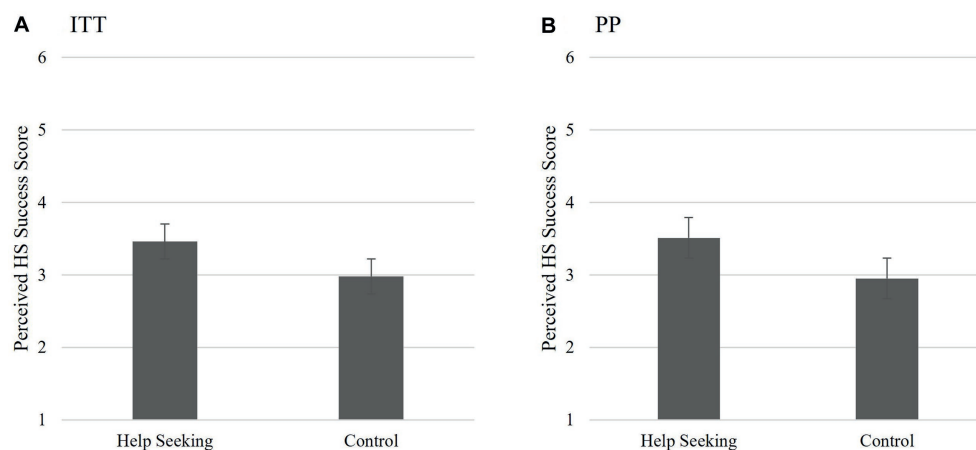 A ITT
6
5
4
3
2
1
Perceived HS Success Score
Help Seeking Control
B PP
6
5
4
3
2
1
Perceived HS Success Score
Help Seeking Control